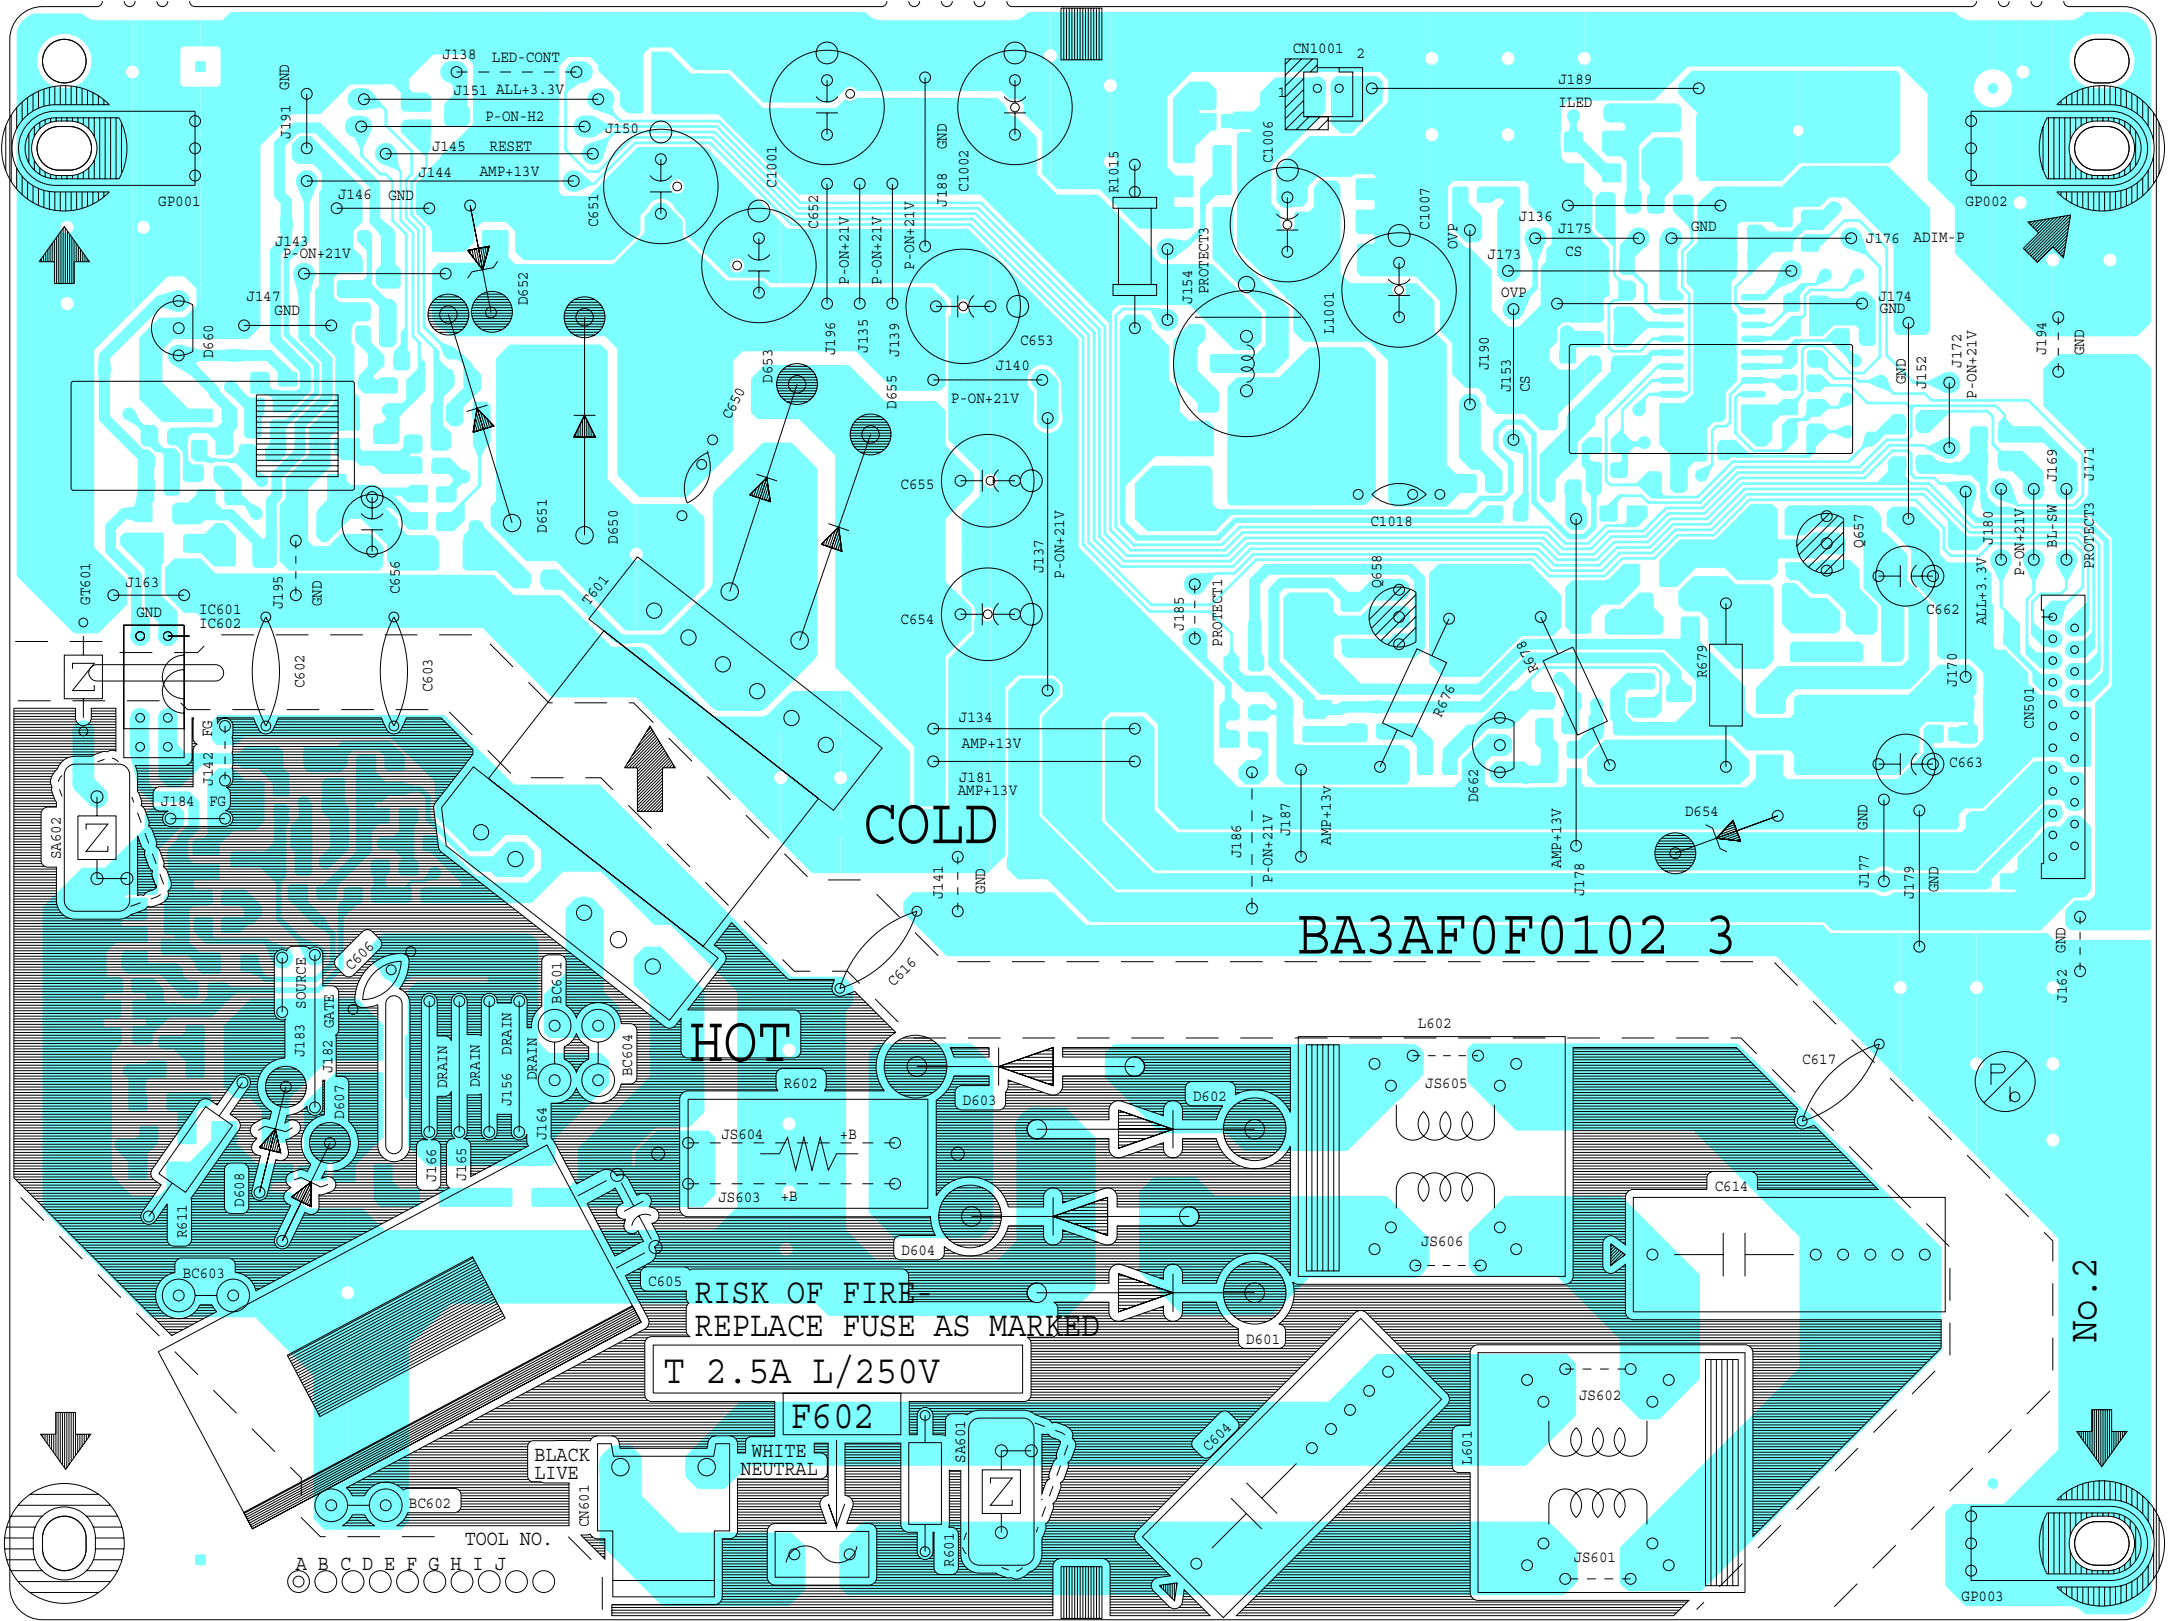 J138 LED-CONT
CN1001
2
1
J191 GND
J151 ALL+3.3V
J189
ILED
P-ON-H2
J150
J145 RESET
J144 AMP+13V
J146 GND
GP001
GP002
C651
C1001
C652
J188 GND
C1002
R1015
C1006
C1007
J143
P-ON+21V
J147
GND
D660
D652
P-ON+21V
P-ON+21V
P-ON+21V
J196
J135
J139
C653
J154
PROTECT3
L1001
OVP
J190
J136
GND
J175
CS
J176 ADIM-P
J173
OVP
J174
GND
J153
CS
GND
J152
J172
P-ON+21V
J194
GND
D653
D655
C650
J140
P-ON+21V
C655
C654
J137
P-ON+21V
D651
D650
C1018
Q658
Q657
J169
J171
J180
P-ON+21V
BL-SW
PROTECT3
ALL+3.3V
J170
C662
C663
CN501
GT601
J163
GND
IC601
IC602
J195
GND
C656
C602
C603
T601
J185
PROTECT1
R676
R678
R679
J134
AMP+13V
J181
AMP+13V
COLD
J142
FG
J184 FG
SA602
J141
GND
J186
P-ON+21V
J187
AMP+13V
D662
AMP+13V
J178
D654
GND
J177
J179
GND
BA3AF0F0102 3
J162 GND
C616
C606
SOURCE
J183
GATE
J182
D607
DRAIN
DRAIN
J156 DRAIN
DRAIN
J166
J165
J164
BC601
BC604
HOT
R602
JS604 +B
JS603 +B
D603
D602
D604
D601
L602
JS605
JS606
C617
P/b
C614
D608
R611
BC603
C605
RISK OF FIRE-
REPLACE FUSE AS MARKED
T 2.5A L/250V
F602
BLACK
LIVE
WHITE
NEUTRAL
CN601
BC602
R601
SA601
C604
L601
JS602
JS601
No.2
GP003
TOOL NO.
A B C D E F G H I J